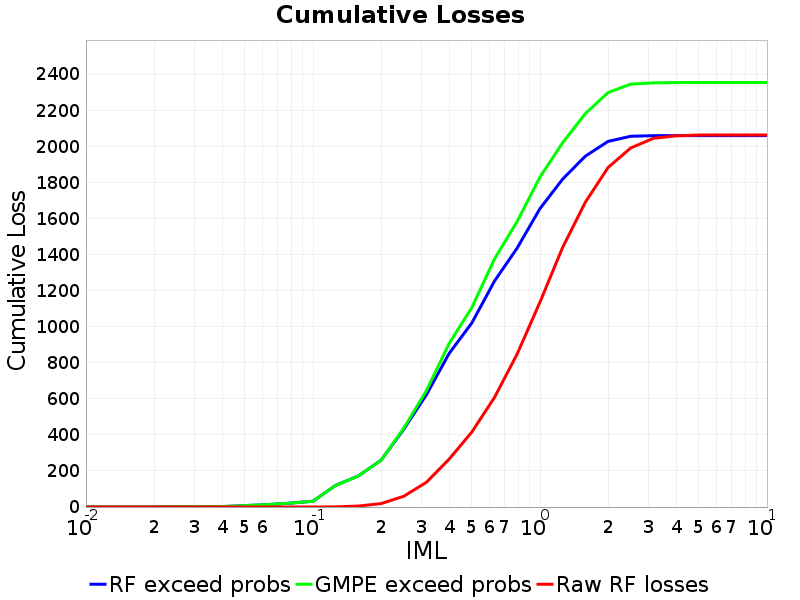 Cumulative Losses
Cumulative Loss
2400
2200
2000
1800
1600
1400
1200
1000
800
600
400
200
0
10-2 2 3 4 5 6 10-1 2 3 4 5 6 7 100 2 3 4 5 6 7 101
IML
RF exceed probs GMPE exceed probs Raw RF losses